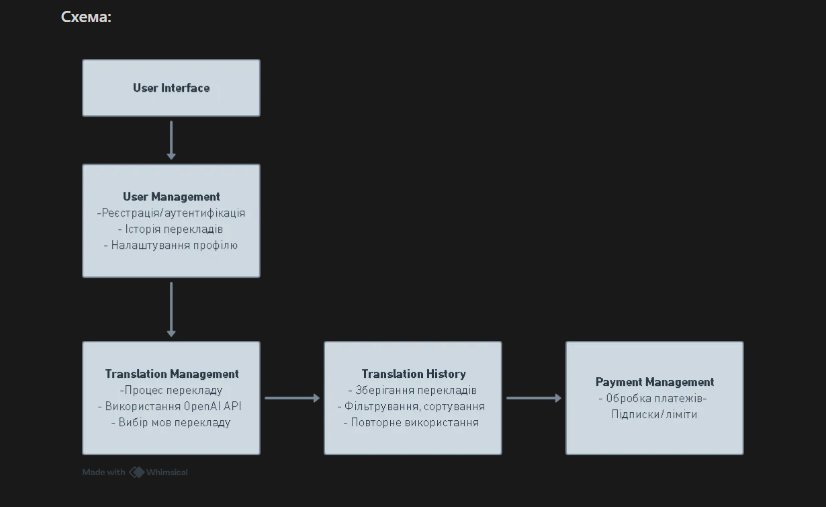 Схема:
User Interface
User Management
-Реєстрація/аутентифікація
- Історія перекладів
- Налаштування профілю
Translation Management
-Процес перекладу
- Використання OpenAI API
- Вибір мов перекладу
Translation History
- Зберігання перекладів
- Фільтрування, сортування
- Повторне використання
Payment Management
- Обробка платежів-
Підписки/ліміти
Made with Whimsical